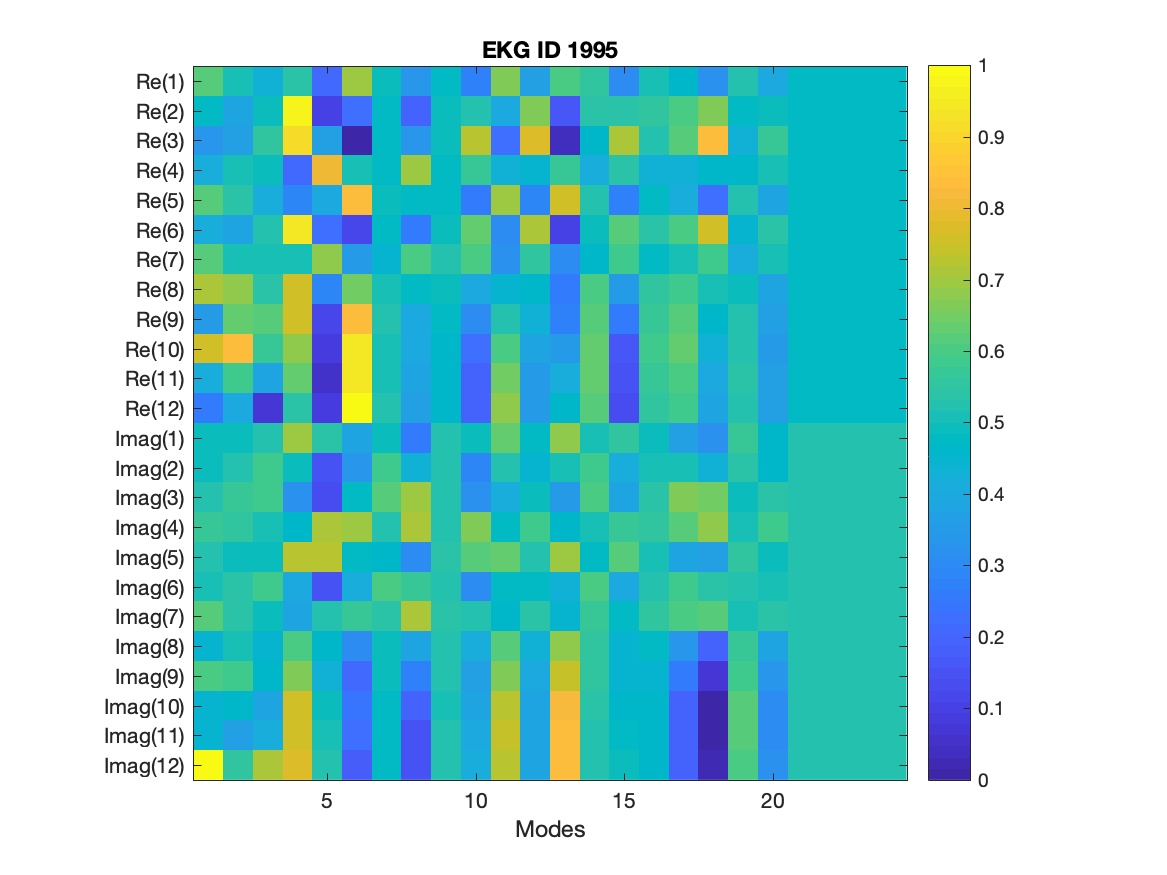 EKG ID 1995
Re(1)
Re(2)
Re(3)
Re(4)
Re(5)
Re(6)
Re(7)
Re(8)
Re(9)
Re(10)
Re(11)
Re(12)
Imag(1)
Imag(2)
Imag(3)
Imag(4)
Imag(5)
Imag(6)
Imag(7)
Imag(8)
Imag(9)
Imag(10)
Imag(11)
Imag(12)
5 10 15 20
Modes
1
0.9
0.8
0.7
0.6
0.5
0.4
0.3
0.2
0.1
0